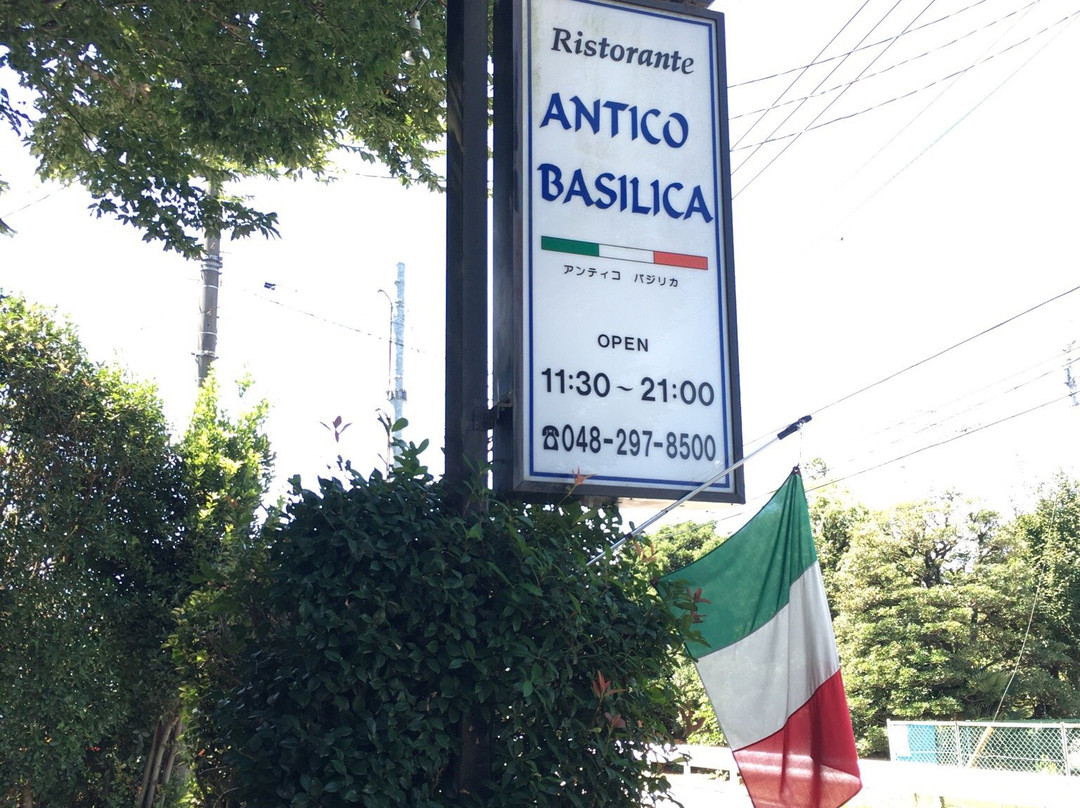 Ristorante
ANTICO
BASILICA
アンティコ バジリカ
OPEN
11:30～21:00
☎048-297-8500